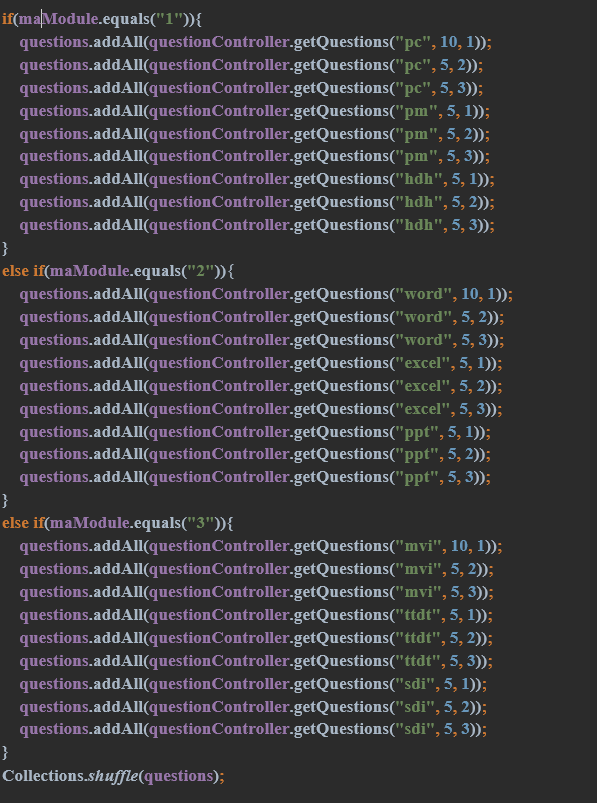 if(maModule.equals("1")){
    questions.addAll(questionController.getQuestions("pc", 10, 1));
    questions.addAll(questionController.getQuestions("pc", 5, 2));
    questions.addAll(questionController.getQuestions("pc", 5, 3));
    questions.addAll(questionController.getQuestions("pm", 5, 1));
    questions.addAll(questionController.getQuestions("pm", 5, 2));
    questions.addAll(questionController.getQuestions("pm", 5, 3));
    questions.addAll(questionController.getQuestions("hdh", 5, 1));
    questions.addAll(questionController.getQuestions("hdh", 5, 2));
    questions.addAll(questionController.getQuestions("hdh", 5, 3));
}
else if(maModule.equals("2")){
    questions.addAll(questionController.getQuestions("word", 10, 1));
    questions.addAll(questionController.getQuestions("word", 5, 2));
    questions.addAll(questionController.getQuestions("word", 5, 3));
    questions.addAll(questionController.getQuestions("excel", 5, 1));
    questions.addAll(questionController.getQuestions("excel", 5, 2));
    questions.addAll(questionController.getQuestions("excel", 5, 3));
    questions.addAll(questionController.getQuestions("ppt", 5, 1));
    questions.addAll(questionController.getQuestions("ppt", 5, 2));
    questions.addAll(questionController.getQuestions("ppt", 5, 3));
}
else if(maModule.equals("3")){
    questions.addAll(questionController.getQuestions("mvi", 10, 1));
    questions.addAll(questionController.getQuestions("mvi", 5, 2));
    questions.addAll(questionController.getQuestions("mvi", 5, 3));
    questions.addAll(questionController.getQuestions("ttdt", 5, 1));
    questions.addAll(questionController.getQuestions("ttdt", 5, 2));
    questions.addAll(questionController.getQuestions("ttdt", 5, 3));
    questions.addAll(questionController.getQuestions("sdi", 5, 1));
    questions.addAll(questionController.getQuestions("sdi", 5, 2));
    questions.addAll(questionController.getQuestions("sdi", 5, 3));
}
Collections.shuffle(questions);